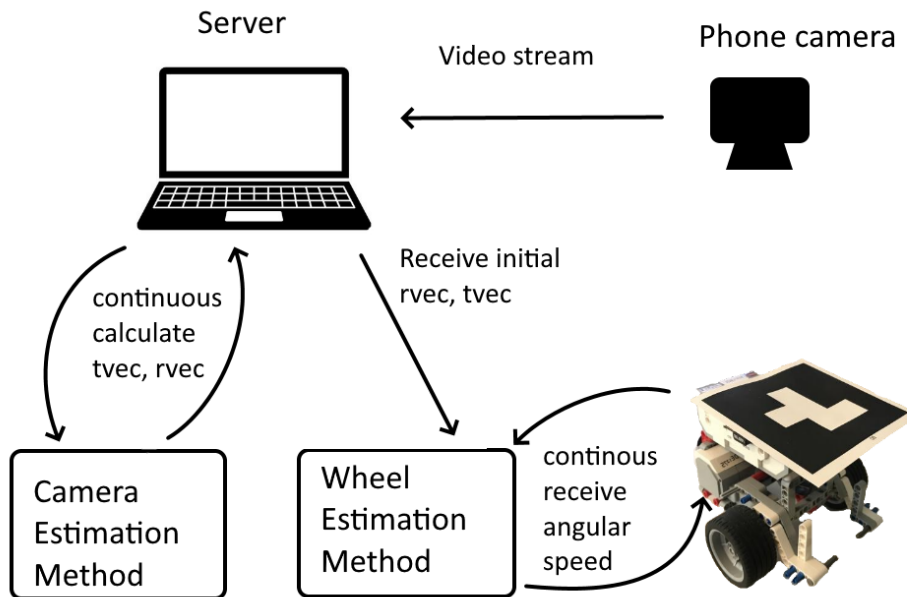 Server
Phone camera
Video stream
Receive initial
rvec, tvec
continuous
calculate
tvec, rvec
Camera
Estimation
Method
Wheel
Estimation
Method
continous
receive
angular
speed